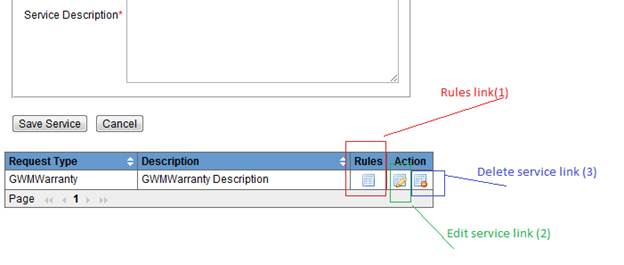 Service Description*
Rules link(1)
Save Service Cancel
Request Type Description Rules Action
GWMWarranty GWMWarranty Description
Delete service link (3)
Page 1
Edit service link (2)